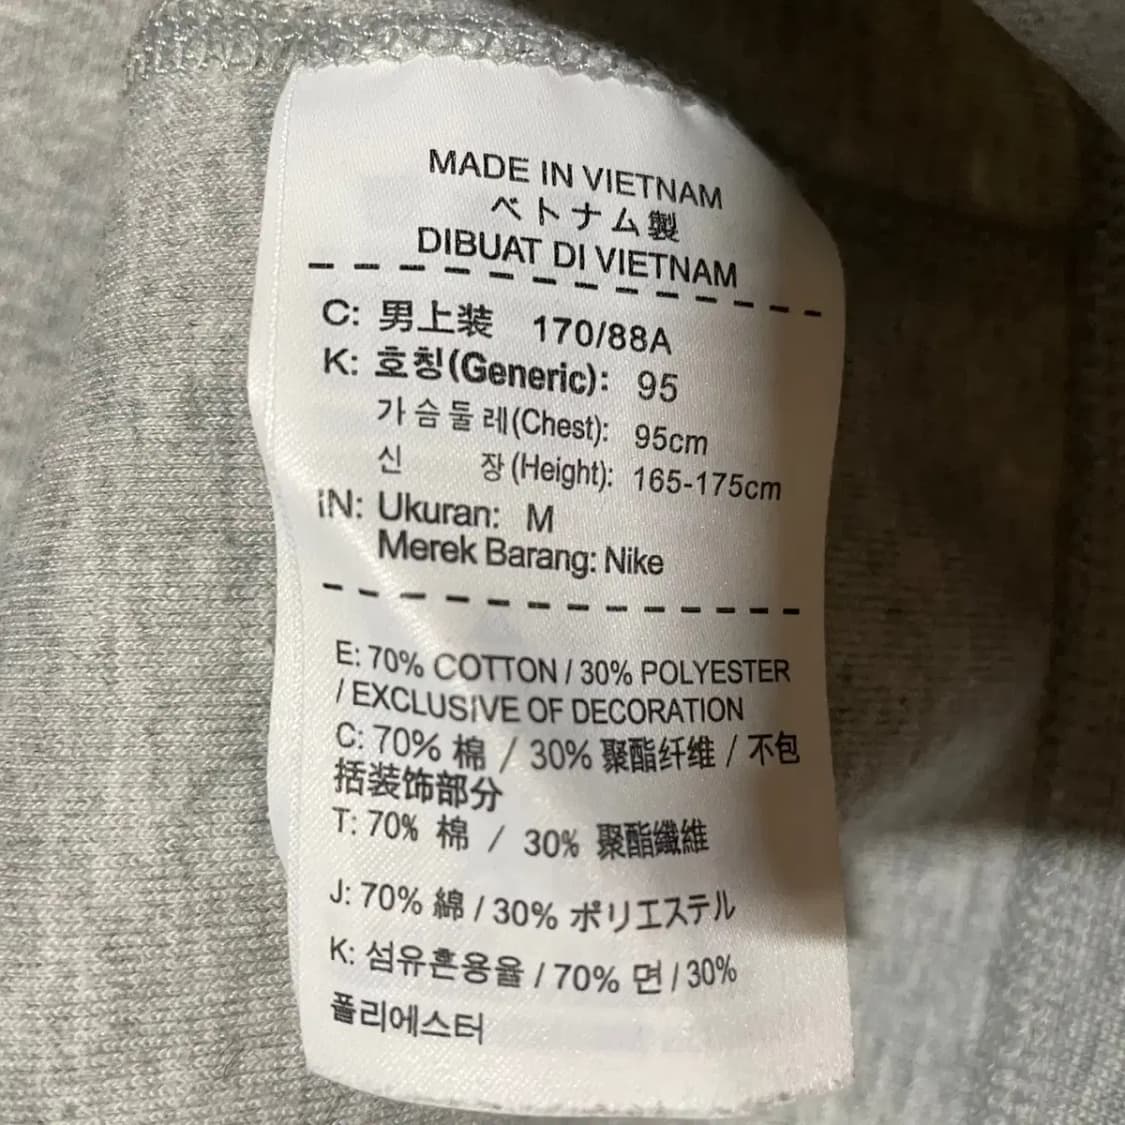 MADE IN VIETNAM
ベトナム製
DIBUAT DI VIETNAM
C: 男上装 170/88A
K: 호칭(Generic): 95
가슴둘레(Chest): 95cm
신 장(Height): 165-175cm
iN: Ukuran: M
Merek Barang: Nike
E: 70% COTTON / 30% POLYESTER
/ EXCLUSIVE OF DECORATION
C: 70% 棉 / 30% 聚酯纤维 / 不包
括装饰部分
T: 70% 棉 / 30% 聚酯纖維
J: 70% 綿 / 30% ポリエステル
K: 섬유혼용율 / 70% 면 / 30%
폴리에스터